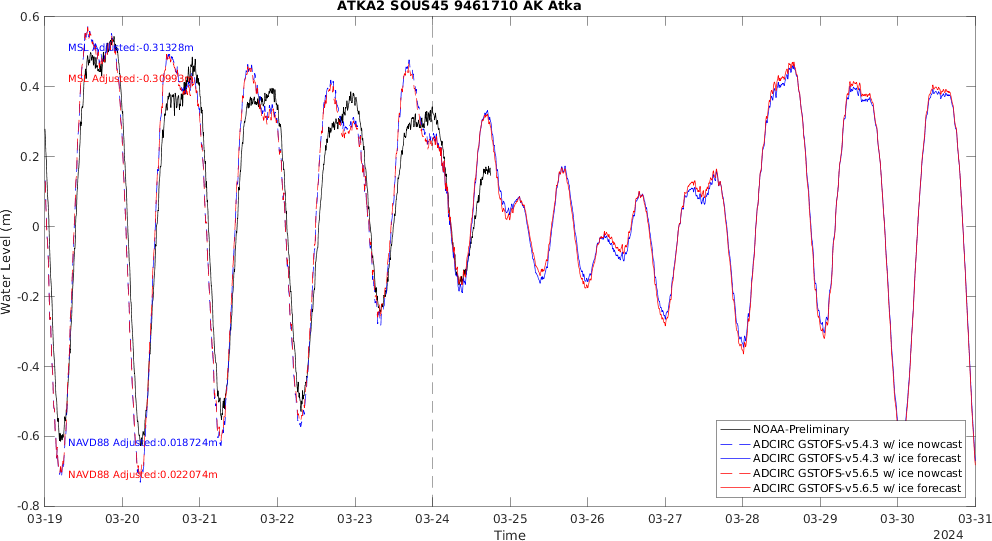 ATKA2 SOUS45 9461710 AK Atka
0.6
0.4
0.2
0
-0.2
-0.4
-0.6
-0.8
Water Level (m)
MSL Adjusted:-0.31328m
MSL Adjusted:-0.30993m
NAVD88 Adjusted:0.018724m
NAVD88 Adjusted:0.022074m
NOAA-Preliminary
ADCIRC GSTOFS-v5.4.3 w/ ice nowcast
ADCIRC GSTOFS-v5.4.3 w/ ice forecast
ADCIRC GSTOFS-v5.6.5 w/ ice nowcast
ADCIRC GSTOFS-v5.6.5 w/ ice forecast
03-19 03-20 03-21 03-22 03-23 03-24 03-25 03-26 03-27 03-28 03-29 03-30 03-31
Time
2024